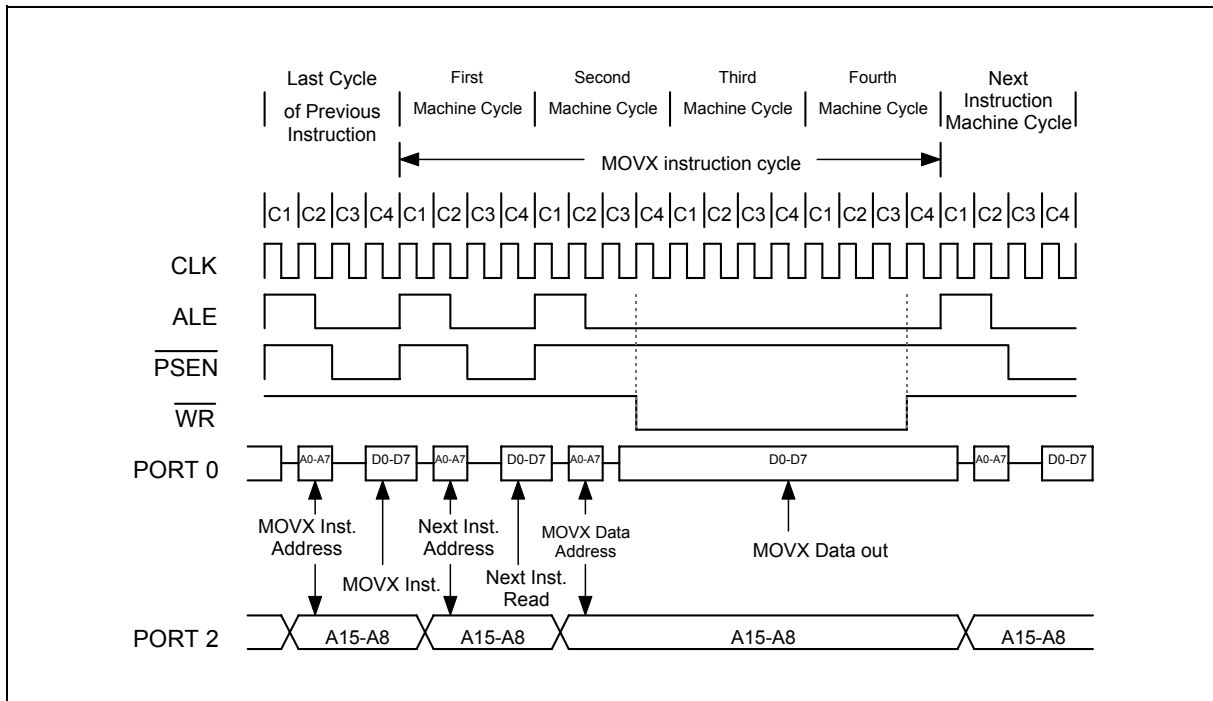 Last Cycle
of Previous
Instruction
First
Machine Cycle
Second
Machine Cycle
Third
Machine Cycle
Fourth
Machine Cycle
Next
Instruction
Machine Cycle
MOVX instruction cycle
C1 C2 C3 C4 C1 C2 C3 C4 C1 C2 C3 C4 C1 C2 C3 C4 C1 C2 C3 C4 C1 C2 C3 C4
CLK
ALE
PSEN
WR
PORT 0
A0-A7 D0-D7 A0-A7 D0-D7 A0-A7 D0-D7 A0-A7 D0-D7
MOVX Inst.
Address
MOVX Inst.
Next Inst.
Address
Next Inst.
Read
MOVX Data
Address
MOVX Data out
PORT 2
A15-A8 A15-A8 A15-A8 A15-A8